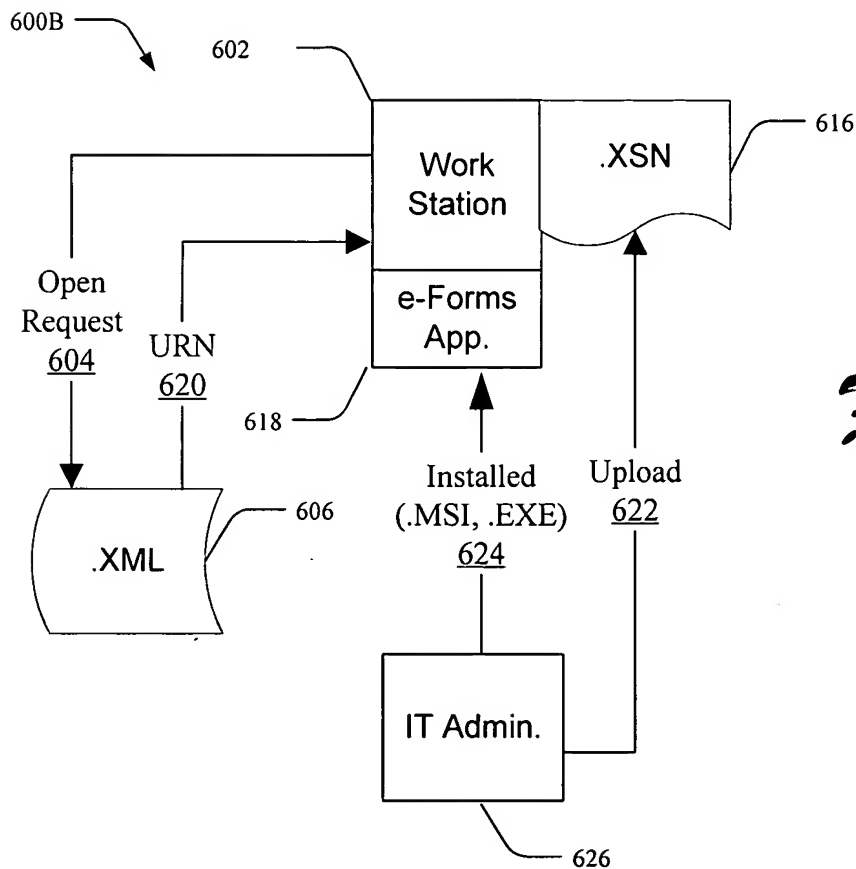 600B
602
616
Work
Station
.XSN
e-Forms
App.
Open
Request
604
URN
620
618
Installed
(.MSI, .EXE)
624
Upload
622
606
.XML
IT Admin.
626